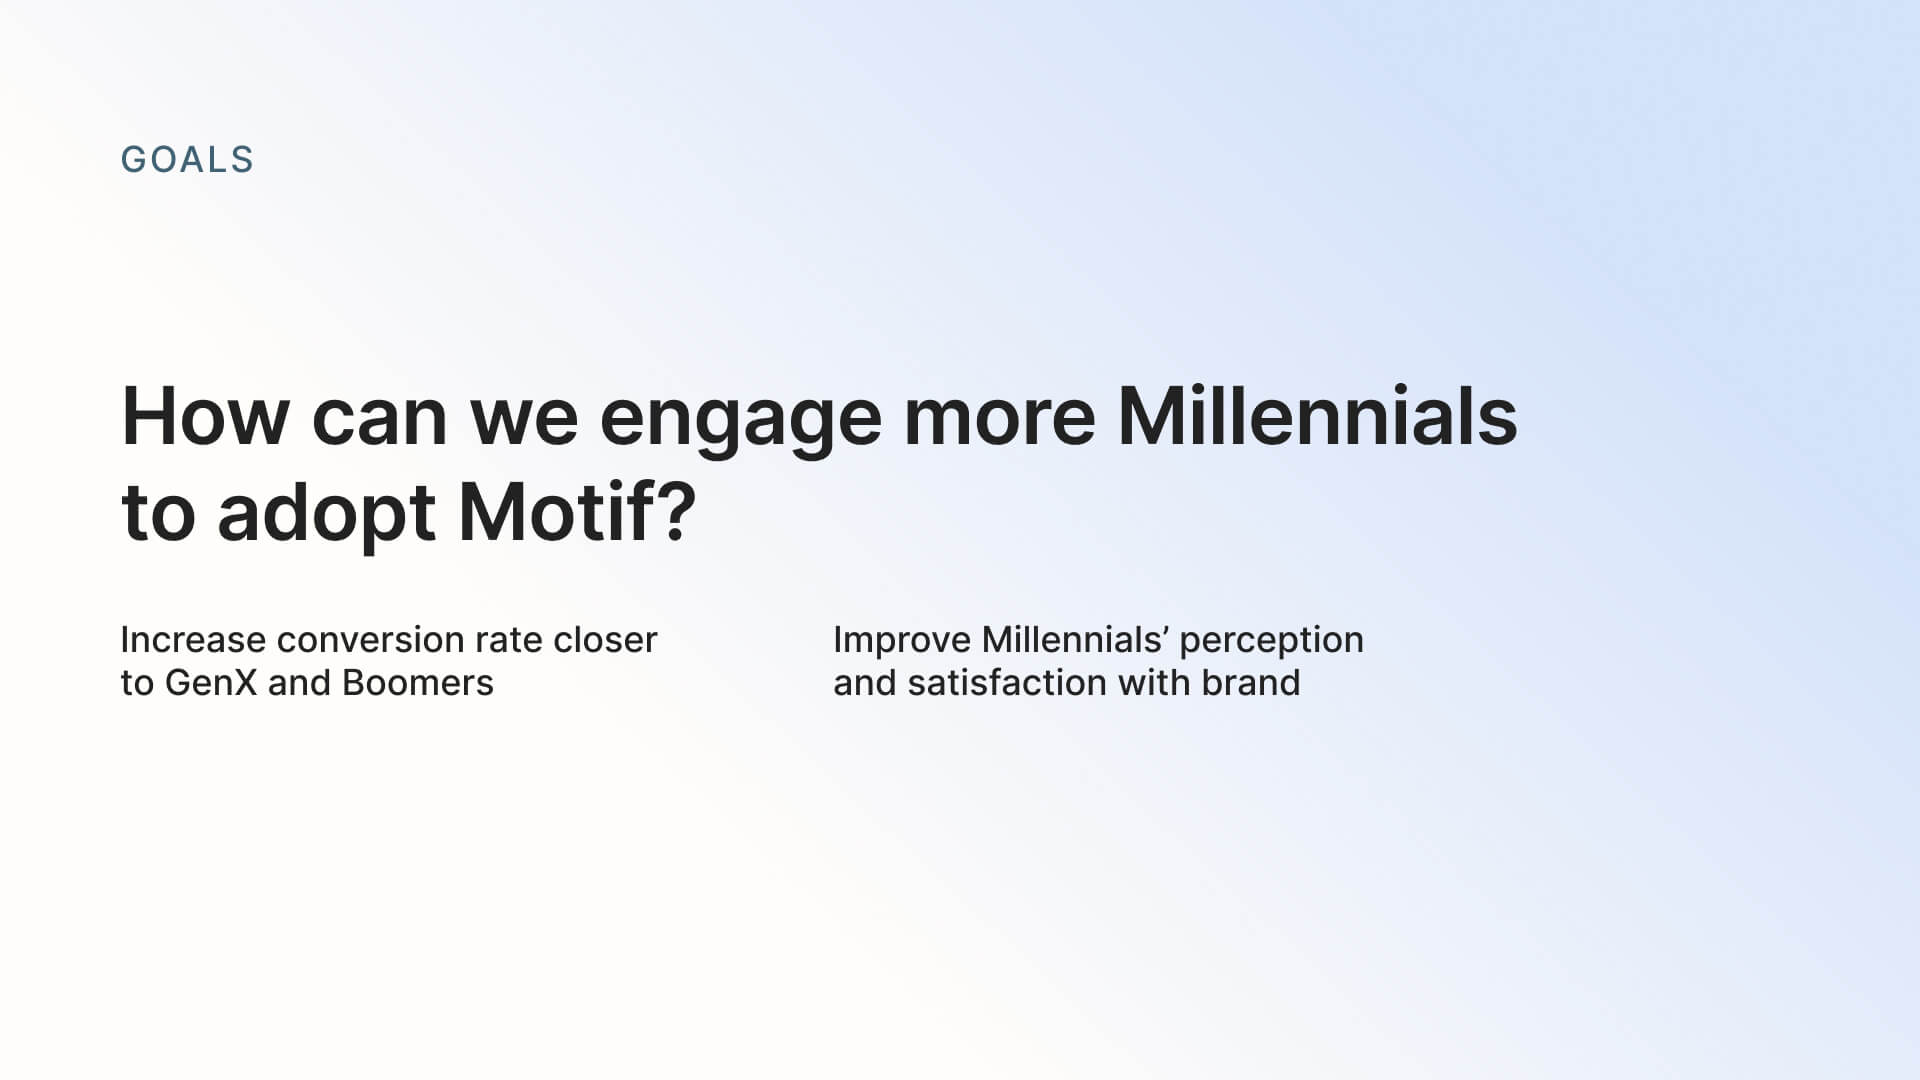 GOALS
How can we engage more Millennials
to adopt Motif?
Increase conversion rate closer
to GenX and Boomers
Improve Millennials’ perception
and satisfaction with brand